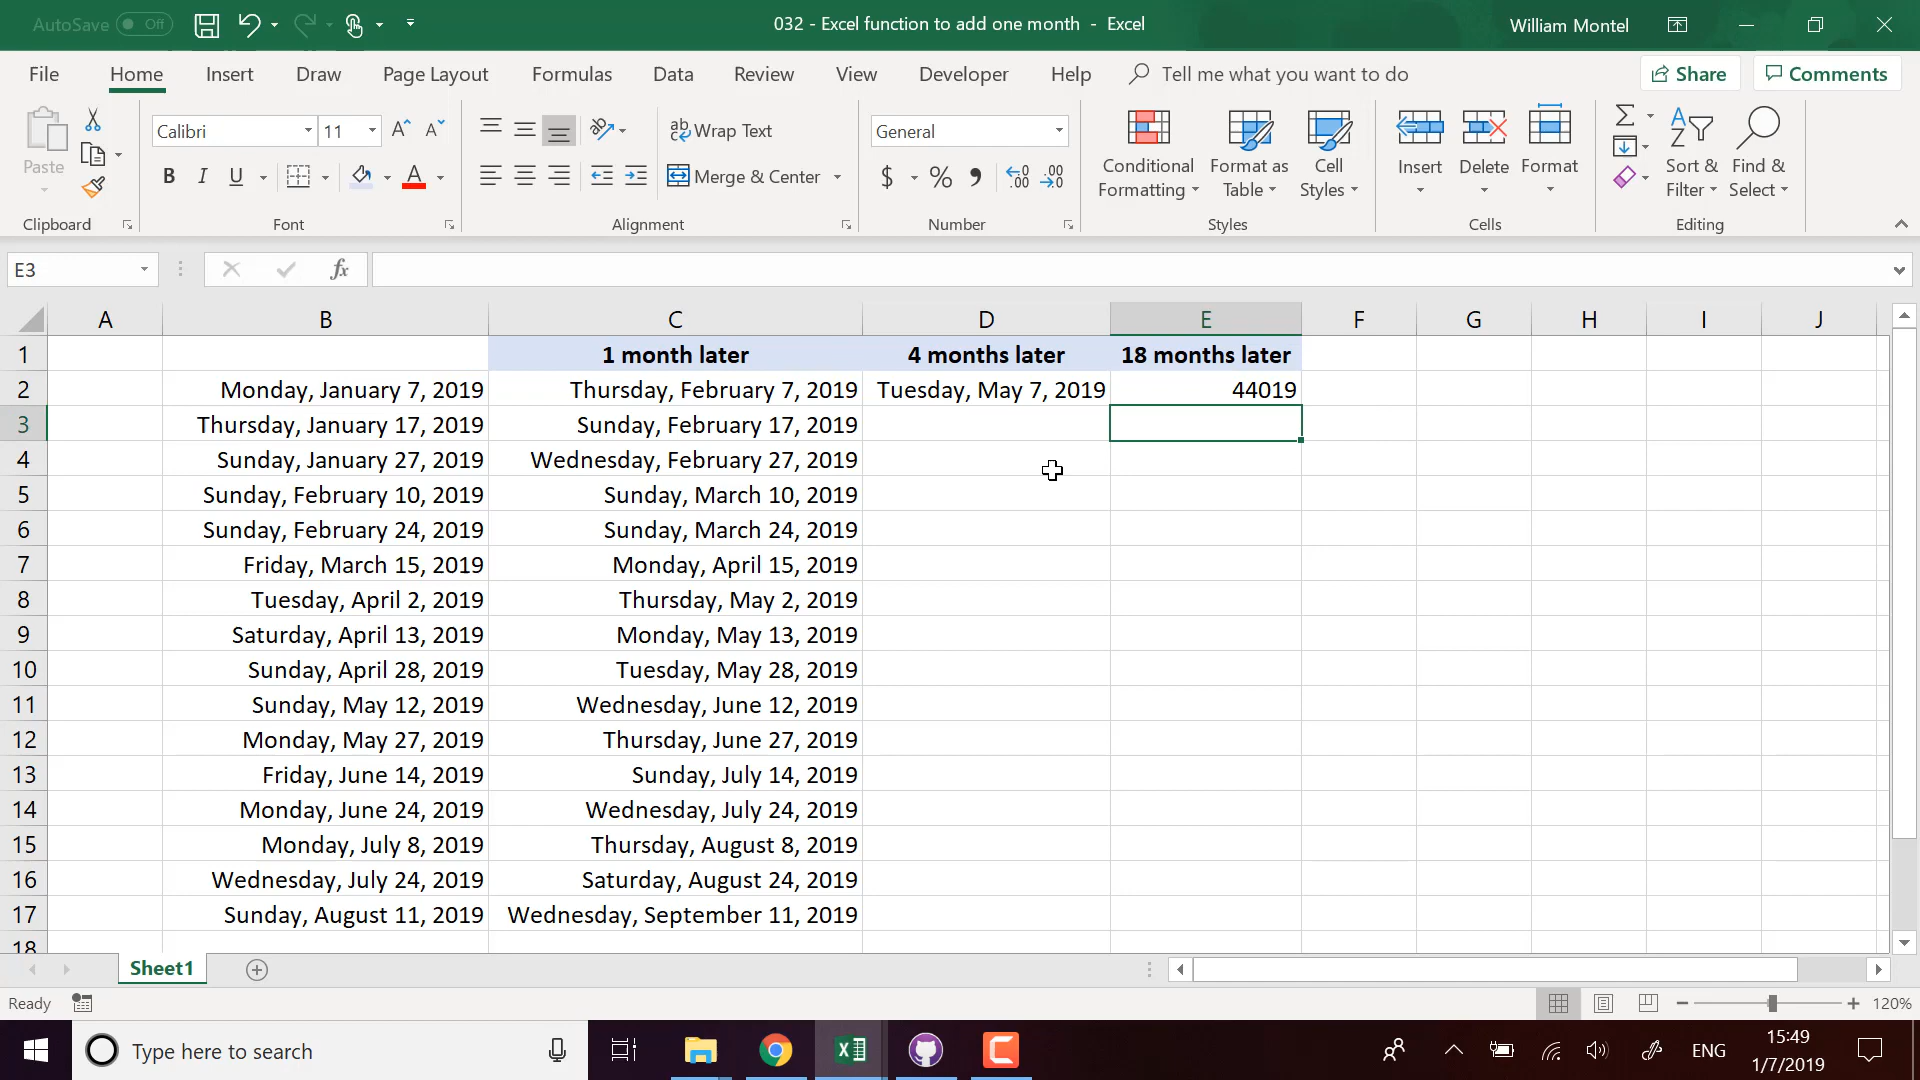 AutoSave Off
032 - Excel function to add one month - Excel
William Montel
File Home Insert Draw Page Layout Formulas Data Review View Developer Help Tell me what you want to do Share Comments
Paste
Clipboard
Calibri 11
B I U
Font
Wrap Text
Merge & Center
Alignment
General
$ % , .00 .00
Number
Conditional Formatting
Format as Table
Cell Styles
Styles
Insert
Delete
Format
Cells
Sort & Filter
Find & Select
Editing
E3 fx
A B C D E F G H I J
1 1 month later 4 months later 18 months later
2 Monday, January 7, 2019 Thursday, February 7, 2019 Tuesday, May 7, 2019 44019
3 Thursday, January 17, 2019 Sunday, February 17, 2019
4 Sunday, January 27, 2019 Wednesday, February 27, 2019
5 Sunday, February 10, 2019 Sunday, March 10, 2019
6 Sunday, February 24, 2019 Sunday, March 24, 2019
7 Friday, March 15, 2019 Monday, April 15, 2019
8 Tuesday, April 2, 2019 Thursday, May 2, 2019
9 Saturday, April 13, 2019 Monday, May 13, 2019
10 Sunday, April 28, 2019 Tuesday, May 28, 2019
11 Sunday, May 12, 2019 Wednesday, June 12, 2019
12 Monday, May 27, 2019 Thursday, June 27, 2019
13 Friday, June 14, 2019 Sunday, July 14, 2019
14 Monday, June 24, 2019 Wednesday, July 24, 2019
15 Monday, July 8, 2019 Thursday, August 8, 2019
16 Wednesday, July 24, 2019 Saturday, August 24, 2019
17 Sunday, August 11, 2019 Wednesday, September 11, 2019
18
Sheet1
Ready
120%
Type here to search
ENG
15:49
1/7/2019